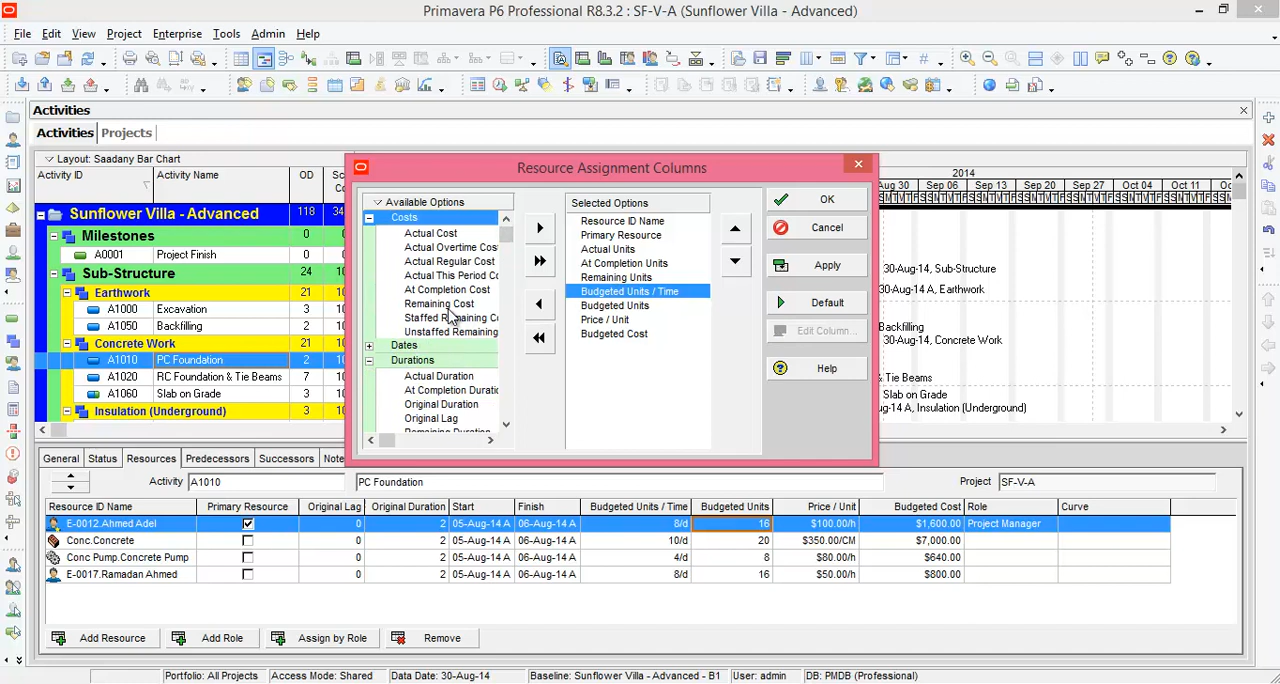 Primavera P6 Professional R8.3.2 : SF-V-A (Sunflower Villa - Advanced)
File Edit View Project Enterprise Tools Admin Help
Activities
Activities Projects
Layout: Saadany Bar Chart
Activity ID Activity Name OD
Sunflower Villa - Advanced 118
Milestones 0
A0001 Project Finish 0
Sub-Structure 24
Earthwork 21
A1000 Excavation 3
A1050 Backfilling 2
Concrete Work 21
A1010 PC Foundation 2
A1020 RC Foundation & Tie Beams 7
A1060 Slab on Grade 3
Insulation (Underground) 3
Resource Assignment Columns
Available Options
Costs
Actual Cost
Actual Overtime Cos
Actual Regular Cost
Actual This Period Co
At Completion Cost
Remaining Cost
Staffed Remaining Co
Unstaffed Remaining
Dates
Durations
Actual Duration
At Completion Duratio
Original Duration
Original Lag
Remaining Duration
Selected Options
Resource ID Name
Primary Resource
Actual Units
At Completion Units
Remaining Units
Budgeted Units / Time
Budgeted Units
Price / Unit
Budgeted Cost
OK
Cancel
Apply
Default
Edit Column...
Help
2014
Aug 30 Sep 06 Sep 13 Sep 20 Sep 27 Oct 04 Oct 11
30-Aug-14, Sub-Structure
30-Aug-14 A, Earthwork
Backfilling
30-Aug-14 A, Concrete Work
Tie Beams
Slab on Grade
ug-14 A, Insulation (Underground)
General Status Resources Predecessors Successors Note
Activity A1010 PC Foundation Project SF-V-A
Resource ID Name Primary Resource Original Lag Original Duration Start Finish Budgeted Units / Time Budgeted Units Price / Unit Budgeted Cost Role Curve
E-0012.Ahmed Adel 0 2 05-Aug-14 A 06-Aug-14 A 8/d 16 $100.00/h $1,600.00 Project Manager
Conc.Concrete 0 2 05-Aug-14 A 06-Aug-14 A 10/d 20 $350.00/CM $7,000.00
Conc Pump.Concrete Pump 0 2 05-Aug-14 A 06-Aug-14 A 4/d 8 $80.00/h $640.00
E-0017.Ramadan Ahmed 0 2 05-Aug-14 A 06-Aug-14 A 8/d 16 $50.00/h $800.00
Add Resource Add Role Assign by Role Remove
Portfolio: All Projects Access Mode: Shared Data Date: 30-Aug-14 Baseline: Sunflower Villa - Advanced - B1 User: admin DB: PMDB (Professional)